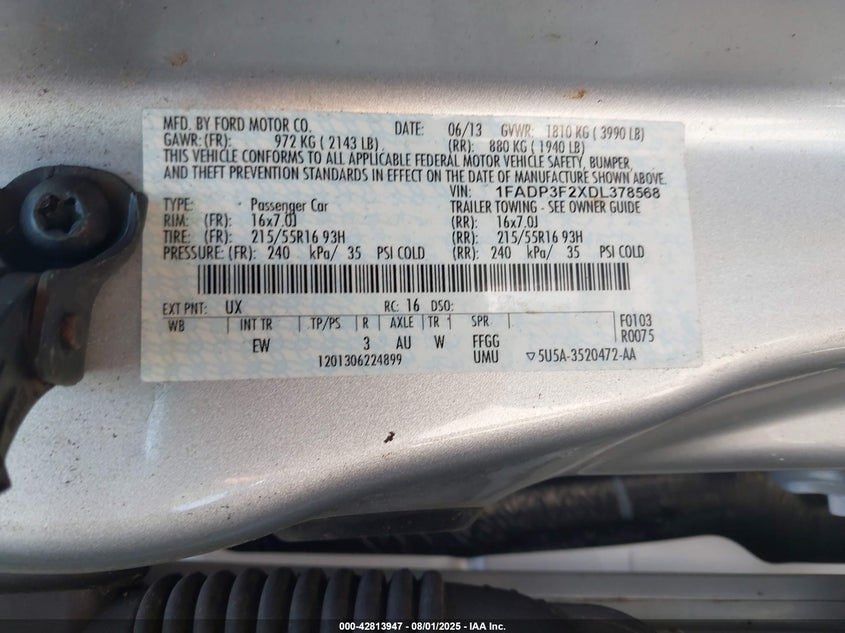 MFD. BY FORD MOTOR CO. DATE: 06/13 GVWR: 1810 KG ( 3990 LB)
GAWR:(FR): 972 KG ( 2143 LB) (RR): 880 KG ( 1940 LB)
THIS VEHICLE CONFORMS TO ALL APPLICABLE FEDERAL MOTOR VEHICLE SAFETY, BUMPER,
AND THEFT PREVENTION STANDARDS IN EFFECT ON THE DATE OF MANUFACTURE SHOWN ABOVE.
VIN: 1FADP3F2XDL378568
TYPE: Passenger Car TRAILER TOWING - SEE OWNER GUIDE
RIM: (FR): 16x7.0J (RR): 16x7.0J
TIRE: (FR): 215/55R16 93H (RR): 215/55R16 93H
PRESSURE:(FR): 240 kPa/ 35 PSI COLD (RR): 240 kPa/ 35 PSI COLD
EXT PNT: UX RC: 16 DSO:
WB INT TR TP/PS R AXLE TR SPR F0103
EW 3 AU W FFGG R0075
1201306224899 UMU ▽5U5A-3520472-AA
000-42813947 - 08/01/2025 - IAA Inc.